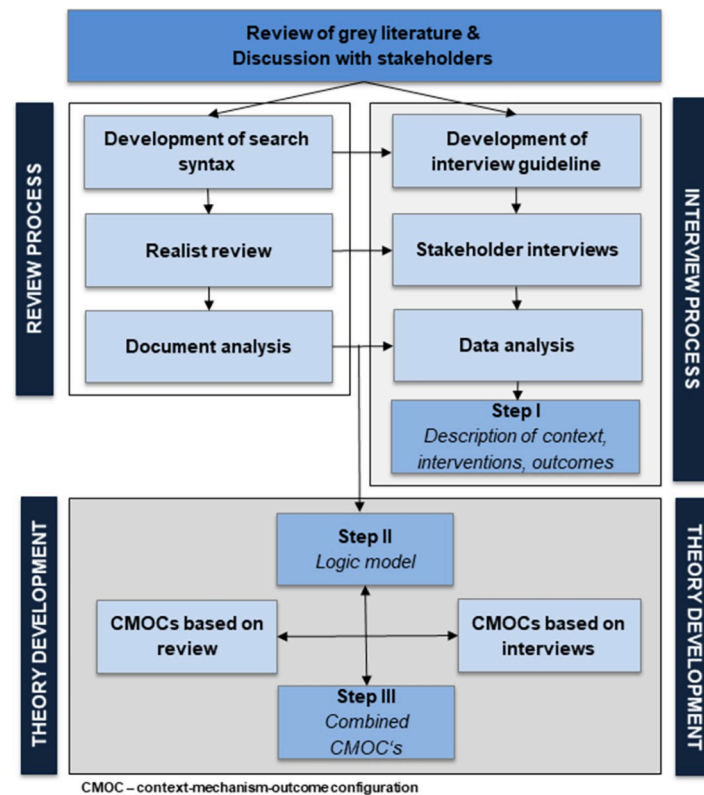 Review of grey literature &
Discussion with stakeholders
REVIEW PROCESS
Development of search
syntax
Realist review
Document analysis
INTERVIEW PROCESS
Development of
interview guideline
Stakeholder interviews
Data analysis
Step I
Description of context,
interventions, outcomes
THEORY DEVELOPMENT
Step II
Logic model
CMOCs based on
review
CMOCs based on
interviews
Step III
Combined
CMOC‘s
THEORY DEVELOPMENT
CMOC – context-mechanism-outcome configuration